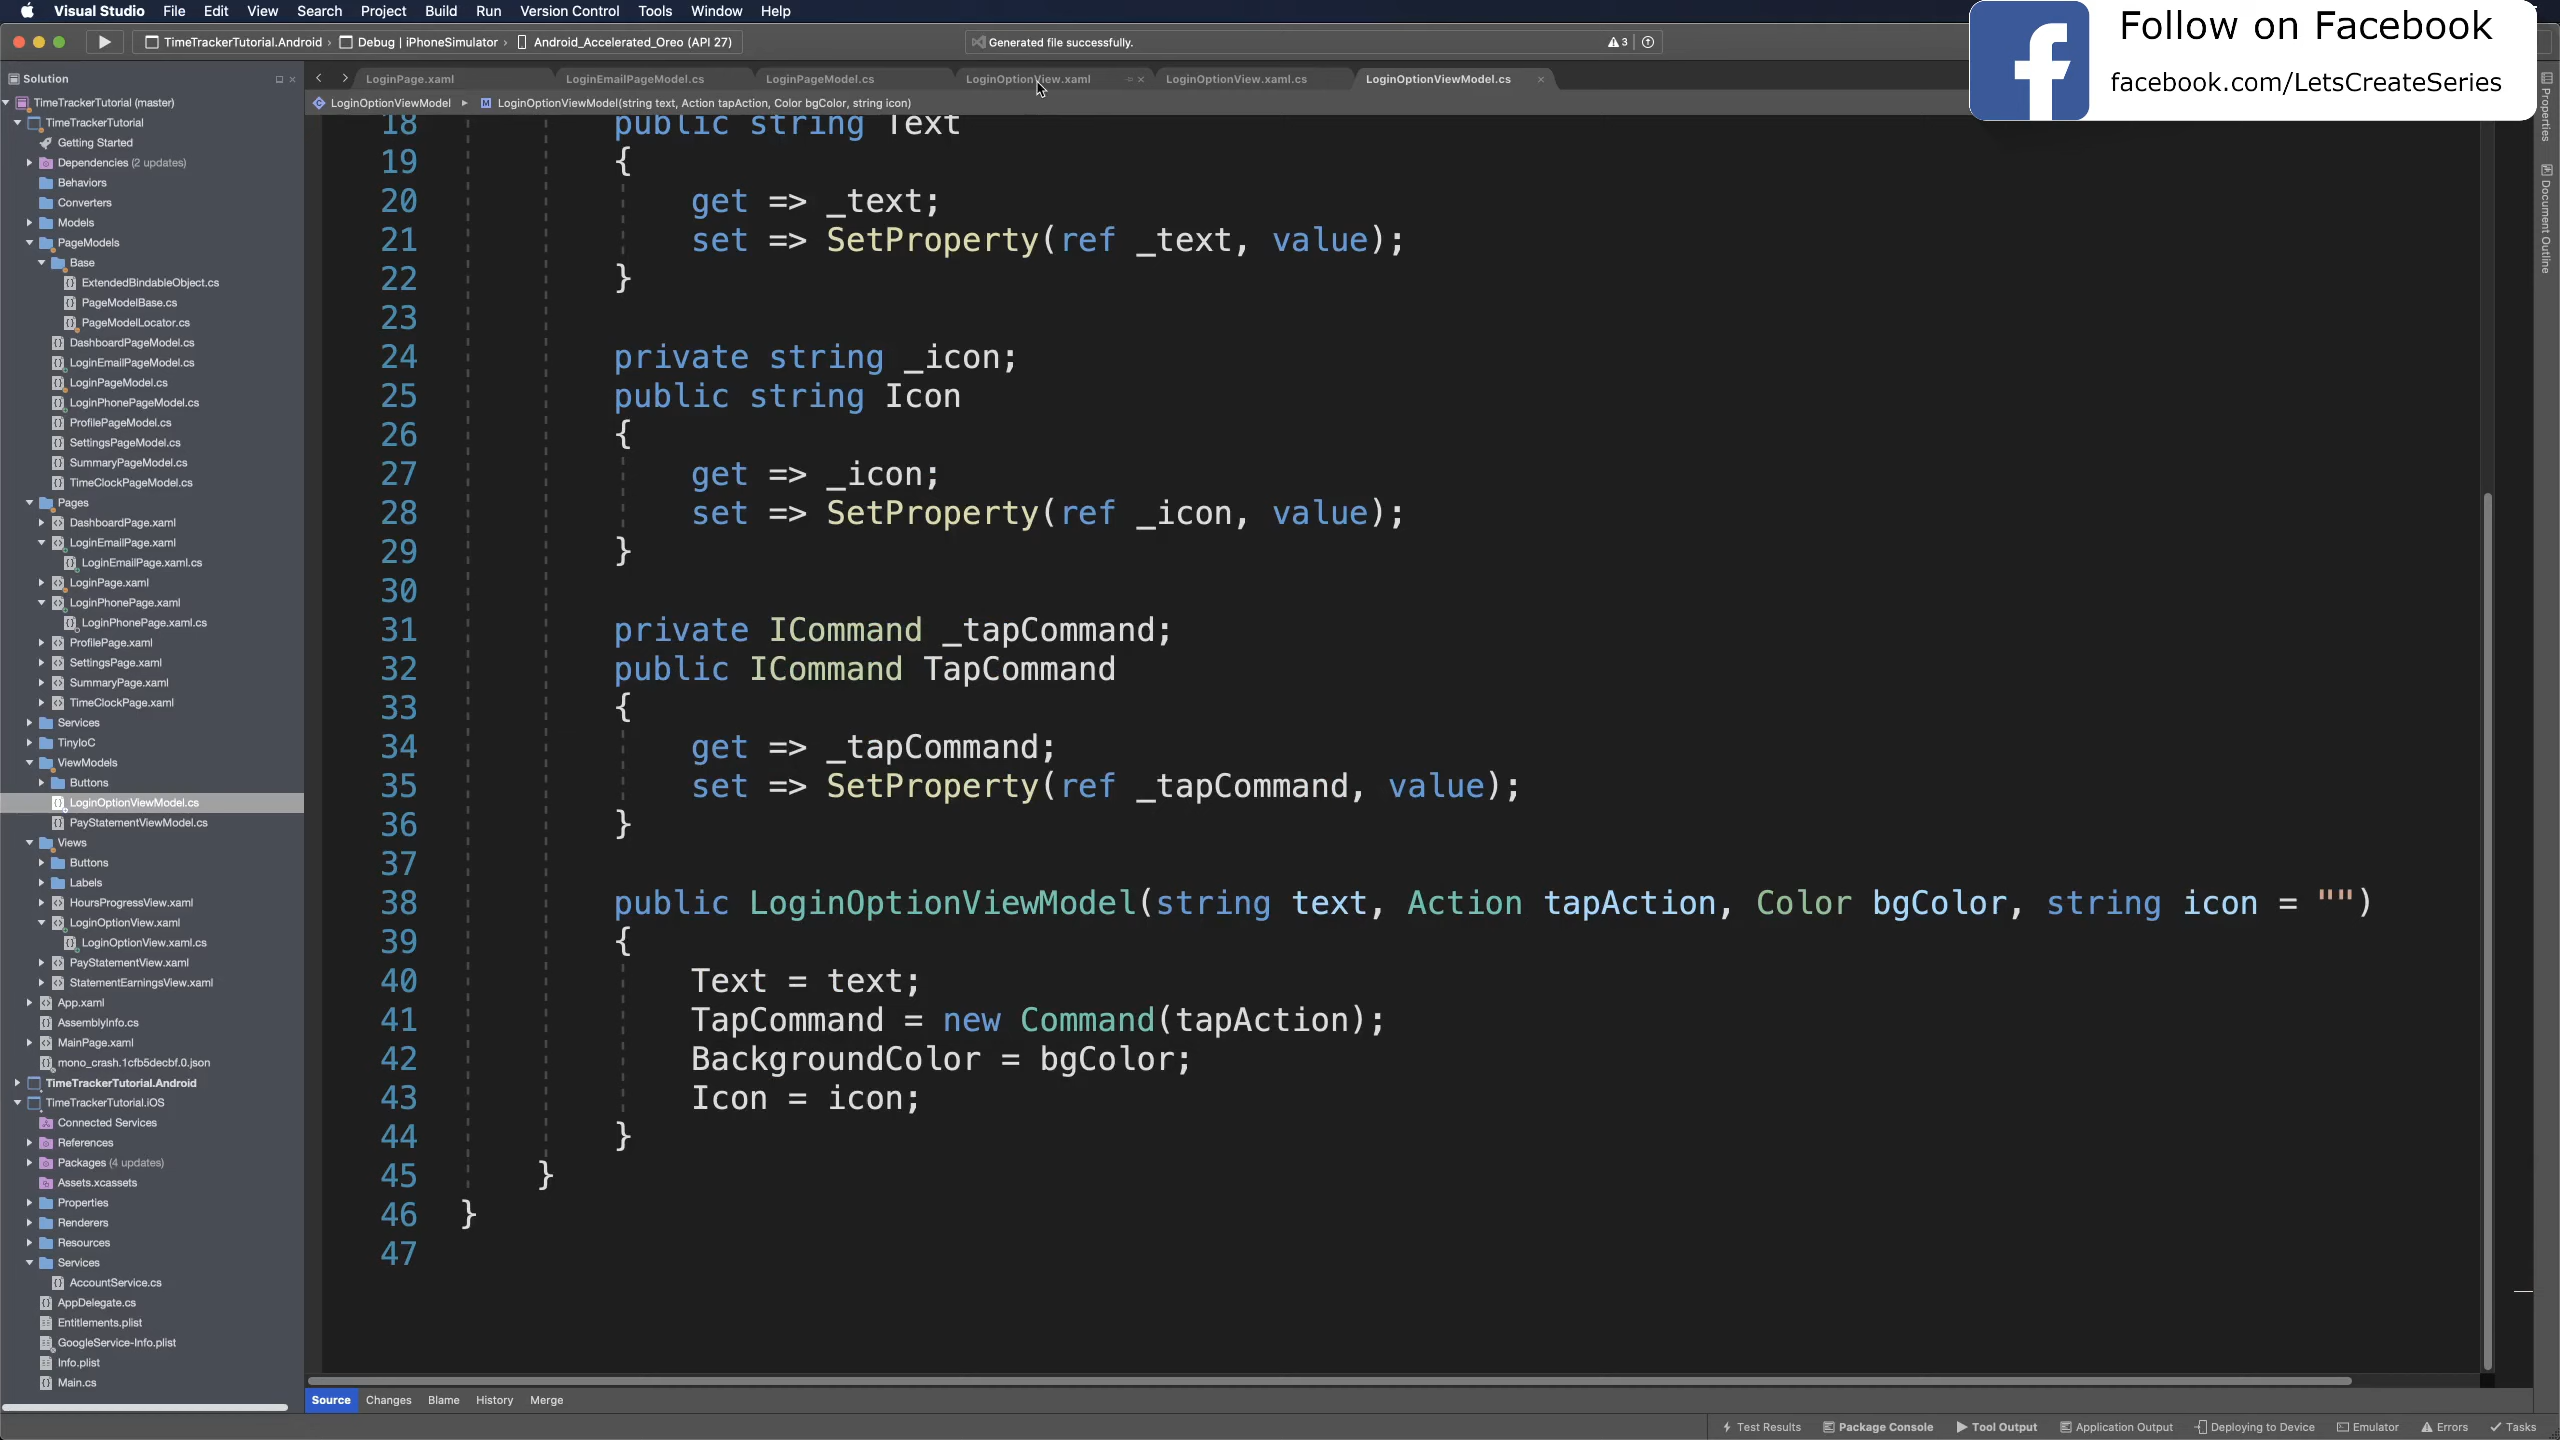 Visual Studio File Edit View Search Project Build Run Version Control Tools Window Help
Follow on Facebook
facebook.com/LetsCreateSeries
TimeTrackerTutorial.Android › Debug | iPhoneSimulator › Android_Accelerated_Oreo (API 27)
Generated file successfully.
3
Solution
LoginPage.xaml LoginEmailPageModel.cs LoginPageModel.cs LoginOptionView.xaml LoginOptionView.xaml.cs LoginOptionViewModel.cs
LoginOptionViewModel LoginOptionViewModel(string text, Action tapAction, Color bgColor, string icon)
Properties
Document Outline
TimeTrackerTutorial (master)
TimeTrackerTutorial
Getting Started
Dependencies (2 updates)
Behaviors
Converters
Models
PageModels
Base
ExtendedBindableObject.cs
PageModelBase.cs
PageModelLocator.cs
DashboardPageModel.cs
LoginEmailPageModel.cs
LoginPageModel.cs
LoginPhonePageModel.cs
ProfilePageModel.cs
SettingsPageModel.cs
SummaryPageModel.cs
TimeClockPageModel.cs
Pages
DashboardPage.xaml
LoginEmailPage.xaml
LoginEmailPage.xaml.cs
LoginPage.xaml
LoginPhonePage.xaml
LoginPhonePage.xaml.cs
ProfilePage.xaml
SettingsPage.xaml
SummaryPage.xaml
TimeClockPage.xaml
Services
TinyIoC
ViewModels
Buttons
LoginOptionViewModel.cs
PayStatementViewModel.cs
Views
Buttons
Labels
HoursProgressView.xaml
LoginOptionView.xaml
LoginOptionView.xaml.cs
PayStatementView.xaml
StatementEarningsView.xaml
App.xaml
AssemblyInfo.cs
MainPage.xaml
mono_crash.1cfb5decbf.0.json
TimeTrackerTutorial.Android
TimeTrackerTutorial.iOS
Connected Services
References
Packages (4 updates)
Assets.xcassets
Properties
Renderers
Resources
Services
AccountService.cs
AppDelegate.cs
Entitlements.plist
GoogleService-Info.plist
Info.plist
Main.cs
18 public string Text
19 {
20 get => _text;
21 set => SetProperty(ref _text, value);
22 }
23
24 private string _icon;
25 public string Icon
26 {
27 get => _icon;
28 set => SetProperty(ref _icon, value);
29 }
30
31 private ICommand _tapCommand;
32 public ICommand TapCommand
33 {
34 get => _tapCommand;
35 set => SetProperty(ref _tapCommand, value);
36 }
37
38 public LoginOptionViewModel(string text, Action tapAction, Color bgColor, string icon = "")
39 {
40 Text = text;
41 TapCommand = new Command(tapAction);
42 BackgroundColor = bgColor;
43 Icon = icon;
44 }
45 }
46 }
47
Source Changes Blame History Merge
Test Results Package Console Tool Output Application Output Deploying to Device Emulator Errors Tasks